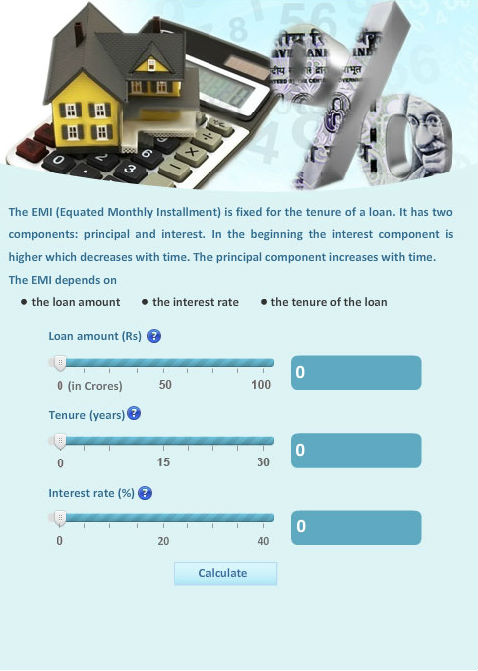 The EMI (Equated Monthly Installment) is fixed for the tenure of a loan. It has two
components: principal and interest. In the beginning the interest component is
higher which decreases with time. The principal component increases with time.
The EMI depends on
• the loan amount • the interest rate • the tenure of the loan
Loan amount (Rs) ?
0
0 (in Crores) 50 100
Tenure (years) ?
0
0 15 30
Interest rate (%) ?
0
0 20 40
Calculate